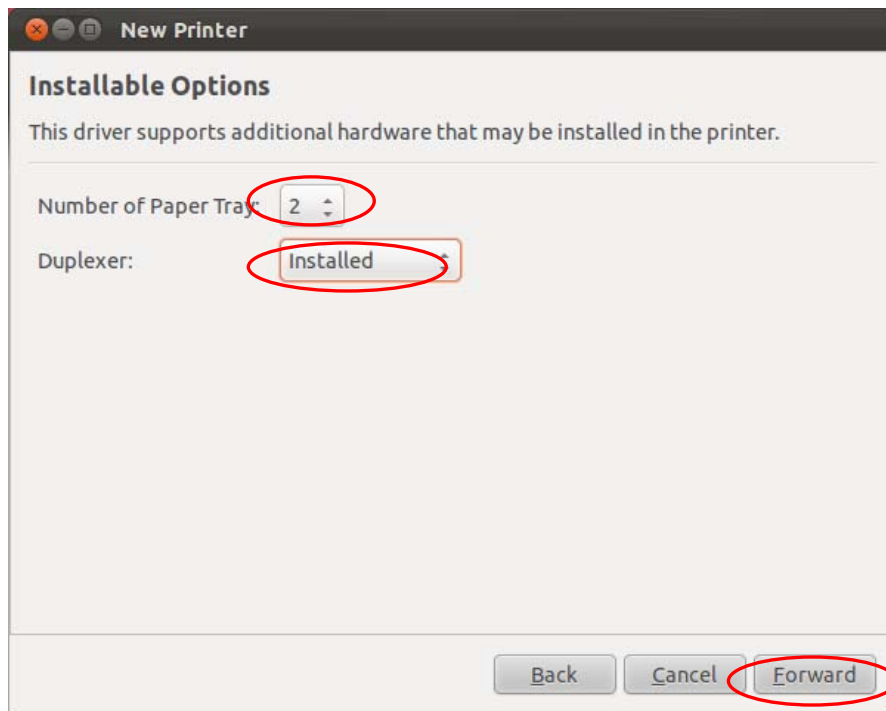 New Printer
Installable Options
This driver supports additional hardware that may be installed in the printer.
Number of Paper Tray: 2
Duplexer: Installed
Back Cancel Forward